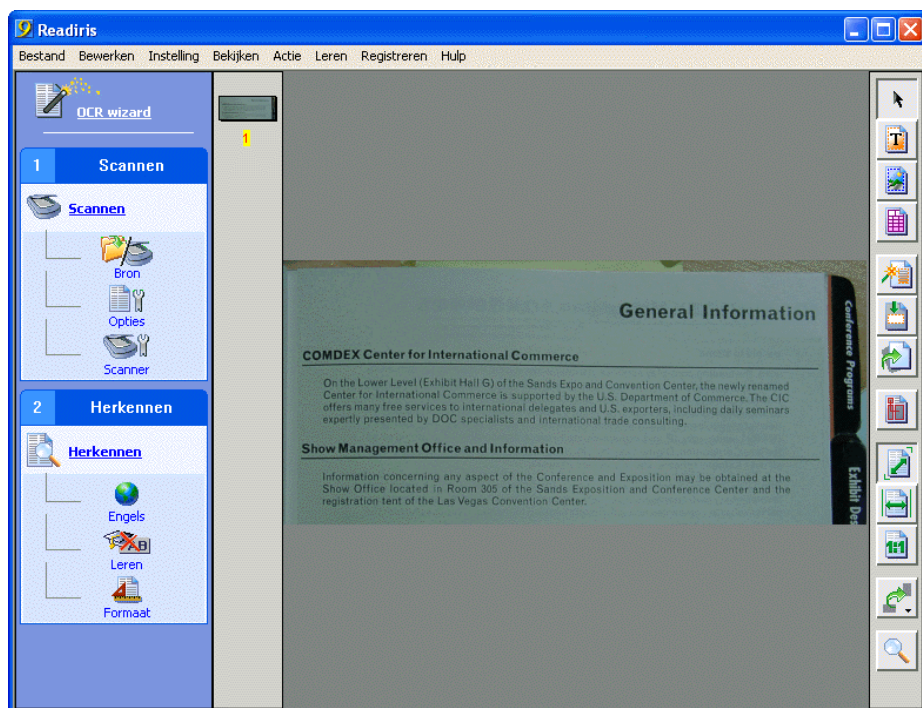 9 Readiris
Bestand Bewerken Instelling Bekijken Actie Leren Registreren Hulp
OCR wizard
1 Scannen
Scannen
Bron
Opties
Scanner
2 Herkennen
Herkennen
Engels
Leren
AB
Formaat
1
General Information
COMDEX Center for International Commerce
On the Lower Level (Exhibit Hall G) of the Sands Expo and Convention Center, the newly renamed
Center for International Commerce is supported by the U.S. Department of Commerce. The CIC
offers many free services to international delegates and U.S. exporters, including daily seminars
expertly presented by DOC specialists and international trade consulting.
Show Management Office and Information
Information concerning any aspect of the Conference and Exposition may be obtained at the
Show Office located in Room 305 of the Sands Exposition and Conference Center and the
registration tent of the Las Vegas Convention Center.
Conference Programs
Exhibit Des
T
1:1